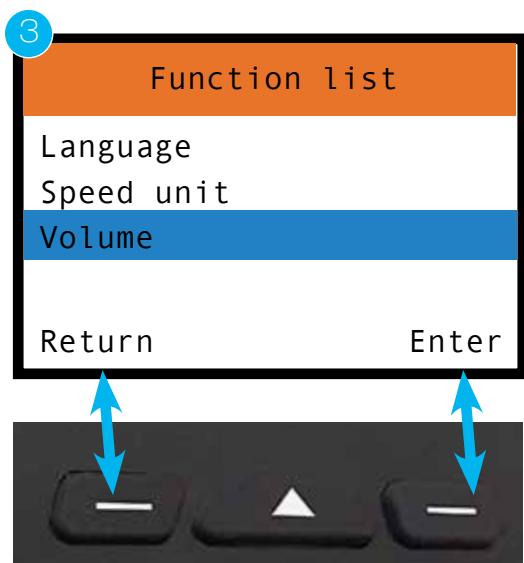 3
Function list
Language
Speed unit
Volume
Return Enter